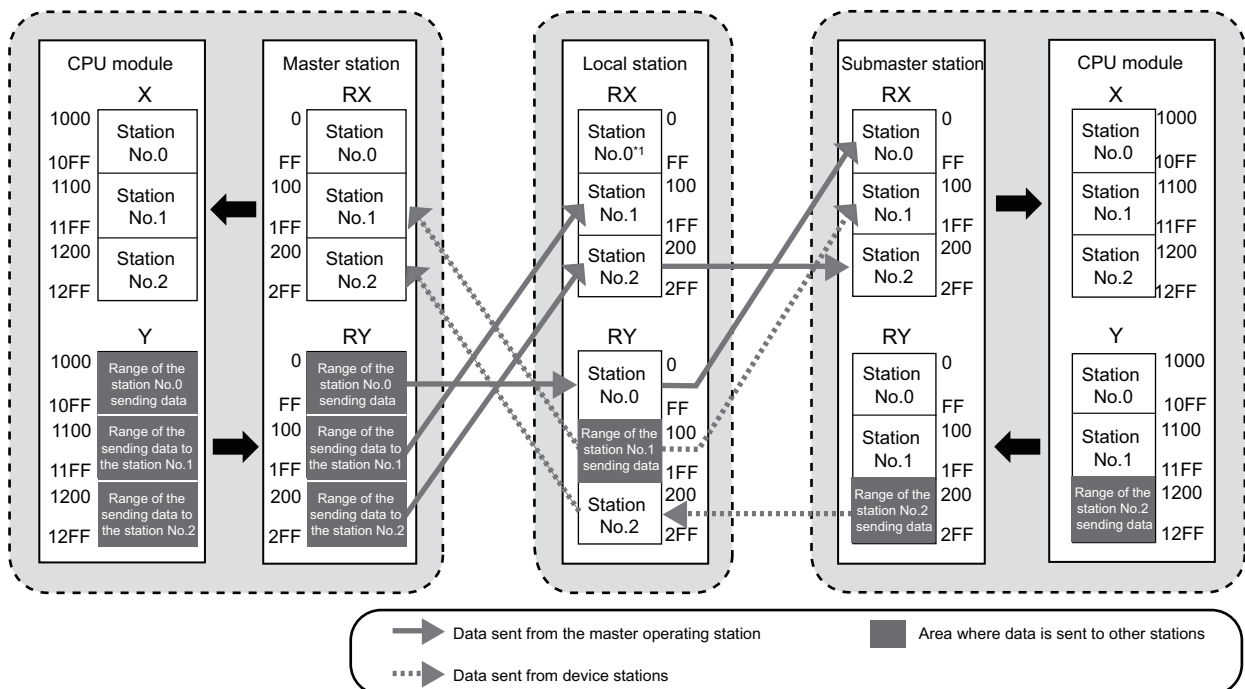 CPU module
X
1000
10FF
1100
11FF
1200
12FF
Station
No.0
Station
No.1
Station
No.2
Y
1000
10FF
1100
11FF
1200
12FF
Range of the
station No.0
sending data
Range of the
sending data to
the station No.1
Range of the
sending data to
the station No.2
Master station
RX
0
FF
100
1FF
200
2FF
Station
No.0
Station
No.1
Station
No.2
RY
0
FF
100
1FF
200
2FF
Range of the
station No.0
sending data
Range of the
sending data to
the station No.1
Range of the
sending data to
the station No.2
Local station
RX
Station
No.0*1
Station
No.1
Station
No.2
0
FF
100
1FF
200
2FF
RY
Station
No.0
Range of the
station No.1
sending data
Station
No.2
0
FF
100
1FF
200
2FF
Submaster station
RX
Station
No.0
Station
No.1
Station
No.2
0
FF
100
1FF
200
2FF
RY
Station
No.0
Station
No.1
Range of the
station No.2
sending data
0
FF
100
1FF
200
2FF
CPU module
X
Station
No.0
Station
No.1
Station
No.2
1000
10FF
1100
11FF
1200
12FF
Y
Station
No.0
Station
No.1
Range of the
station No.2
sending data
1000
10FF
1100
11FF
1200
12FF
Data sent from the master operating station
Area where data is sent to other stations
Data sent from device stations